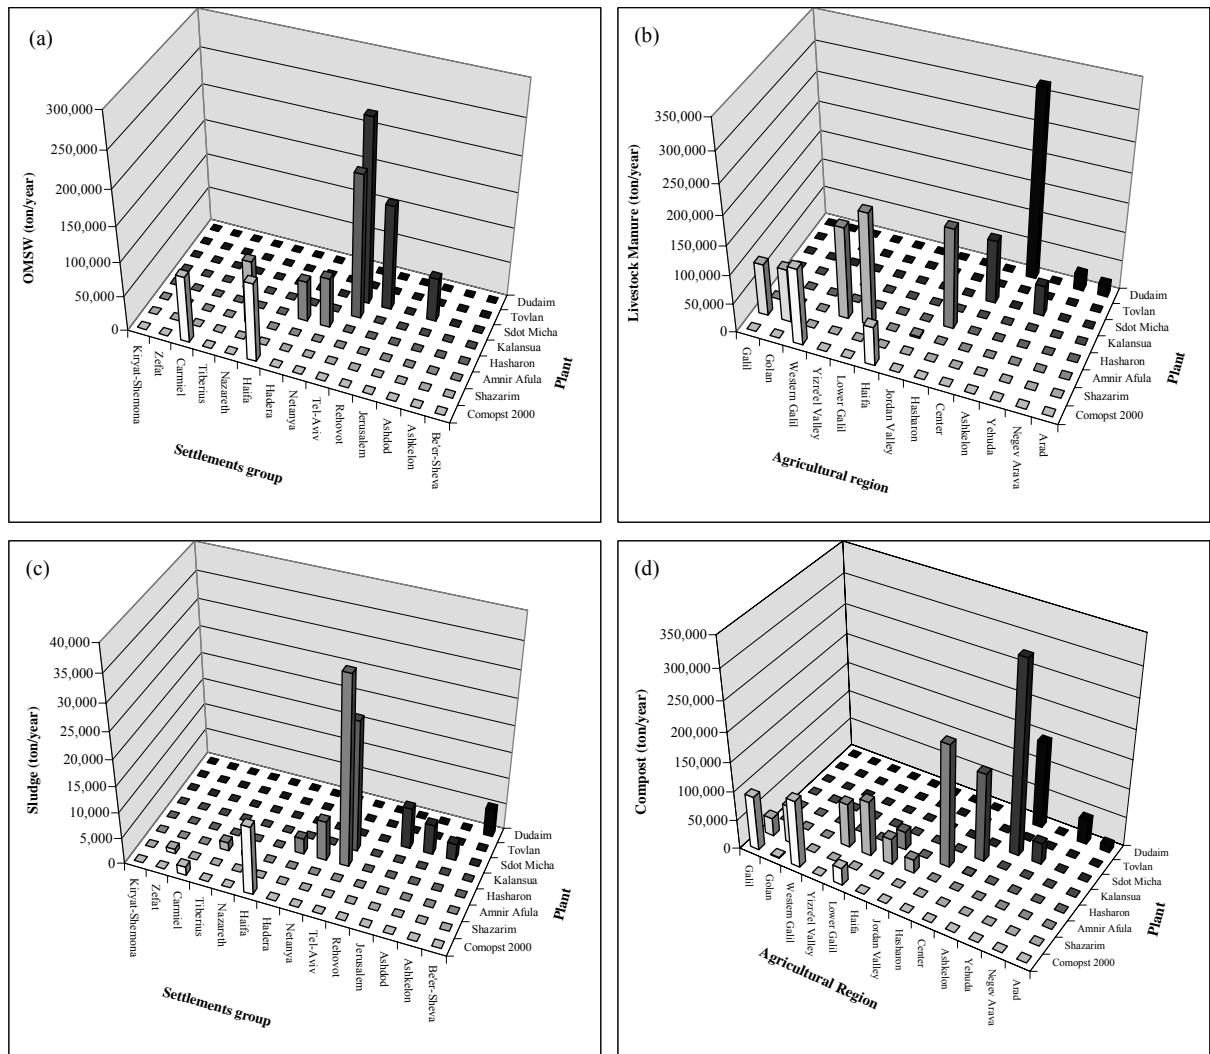 (a)
300,000
250,000
200,000
150,000
100,000
50,000
0
OMSW (ton/year)
Kiryat-Shemona
Zefat
Carmiel
Tiberius
Nazareth
Haifa
Hadera
Netanya
Tel-Aviv
Rehovot
Jerusalem
Ashdod
Ashkelon
Be'er-Sheva
Settlements group
Dudaim
Tovlan
Sdot Micha
Kalansua
Hasharon
Amnir Afula
Shazarim
Comopst 2000
Plant
(b)
350,000
300,000
250,000
200,000
150,000
100,000
50,000
0
Livestock Manure (ton/year)
Galil
Golan
Western Galil
Yizre'el Valley
Lower Galil
Haifa
Jordan Valley
Hasharon
Center
Ashkelon
Yehuda
Negev Arava
Arad
Agricultural region
Dudaim
Tovlan
Sdot Micha
Kalansua
Hasharon
Amnir Afula
Shazarim
Comopst 2000
Plant
(c)
40,000
35,000
30,000
25,000
20,000
15,000
10,000
5,000
0
Sludge (ton/year)
Kiryat-Shemona
Zefat
Carmiel
Tiberius
Nazareth
Haifa
Hadera
Netanya
Tel-Aviv
Rehovot
Jerusalem
Ashdod
Ashkelon
Be'er-Sheva
Settlements group
Dudaim
Tovlan
Sdot Micha
Kalansua
Hasharon
Amnir Afula
Shazarim
Comopst 2000
Plant
(d)
350,000
300,000
250,000
200,000
150,000
100,000
50,000
0
Compost (ton/year)
Galil
Golan
Western Galil
Yizre'el Valley
Lower Galil
Haifa
Jordan Valley
Hasharon
Center
Ashkelon
Yehuda
Negev Arava
Arad
Agricultural Region
Dudaim
Tovlan
Sdot Micha
Kalansua
Hasharon
Amnir Afula
Shazarim
Comopst 2000
Plant